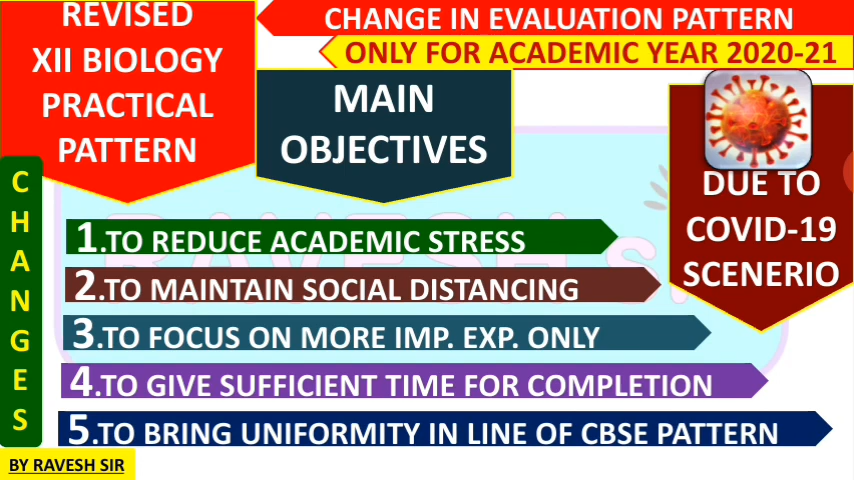 REVISED
XII BIOLOGY
PRACTICAL
PATTERN
CHANGE IN EVALUATION PATTERN
ONLY FOR ACADEMIC YEAR 2020-21
MAIN
OBJECTIVES
DUE TO
COVID-19
SCENERIO
CHANGES
1.TO REDUCE ACADEMIC STRESS
2.TO MAINTAIN SOCIAL DISTANCING
3.TO FOCUS ON MORE IMP. EXP. ONLY
4.TO GIVE SUFFICIENT TIME FOR COMPLETION
5.TO BRING UNIFORMITY IN LINE OF CBSE PATTERN
BY RAVESH SIR